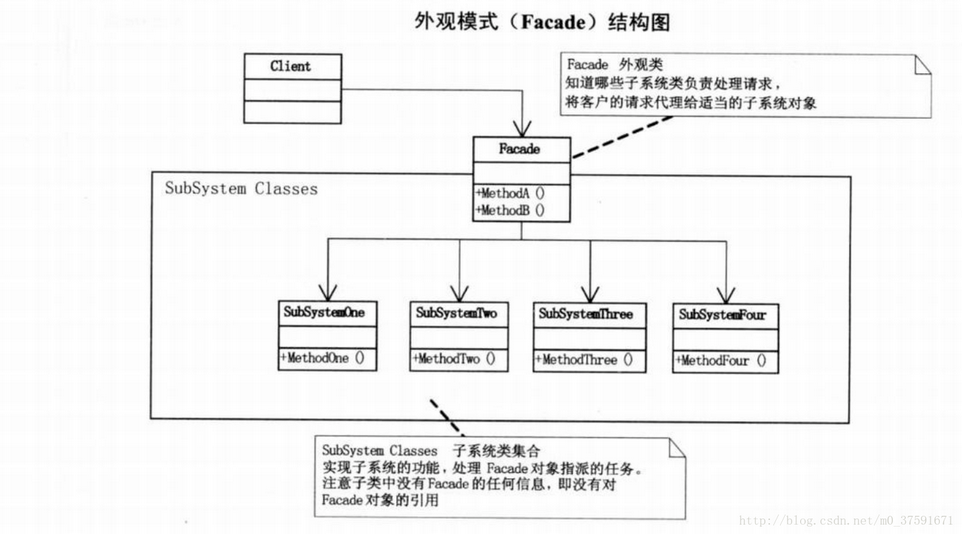 外观模式（Facade）结构图
Client
Facade 外观类
知道哪些子系统类负责处理请求，
将客户的请求代理给适当的子系统对象
Facade
+MethodA ()
+MethodB ()
SubSystem Classes
SubSystemOne
+MethodOne ()
SubSystemTwo
+MethodTwo ()
SubSystemThree
+MethodThree ()
SubSystemFour
+MethodFour ()
SubSystem Classes 子系统类集合
实现子系统的功能，处理 Facade对象指派的任务。
注意子类中没有Facade的任何信息，即没有对
Facade对象的引用
http://blog.csdn.net/m0_37591671